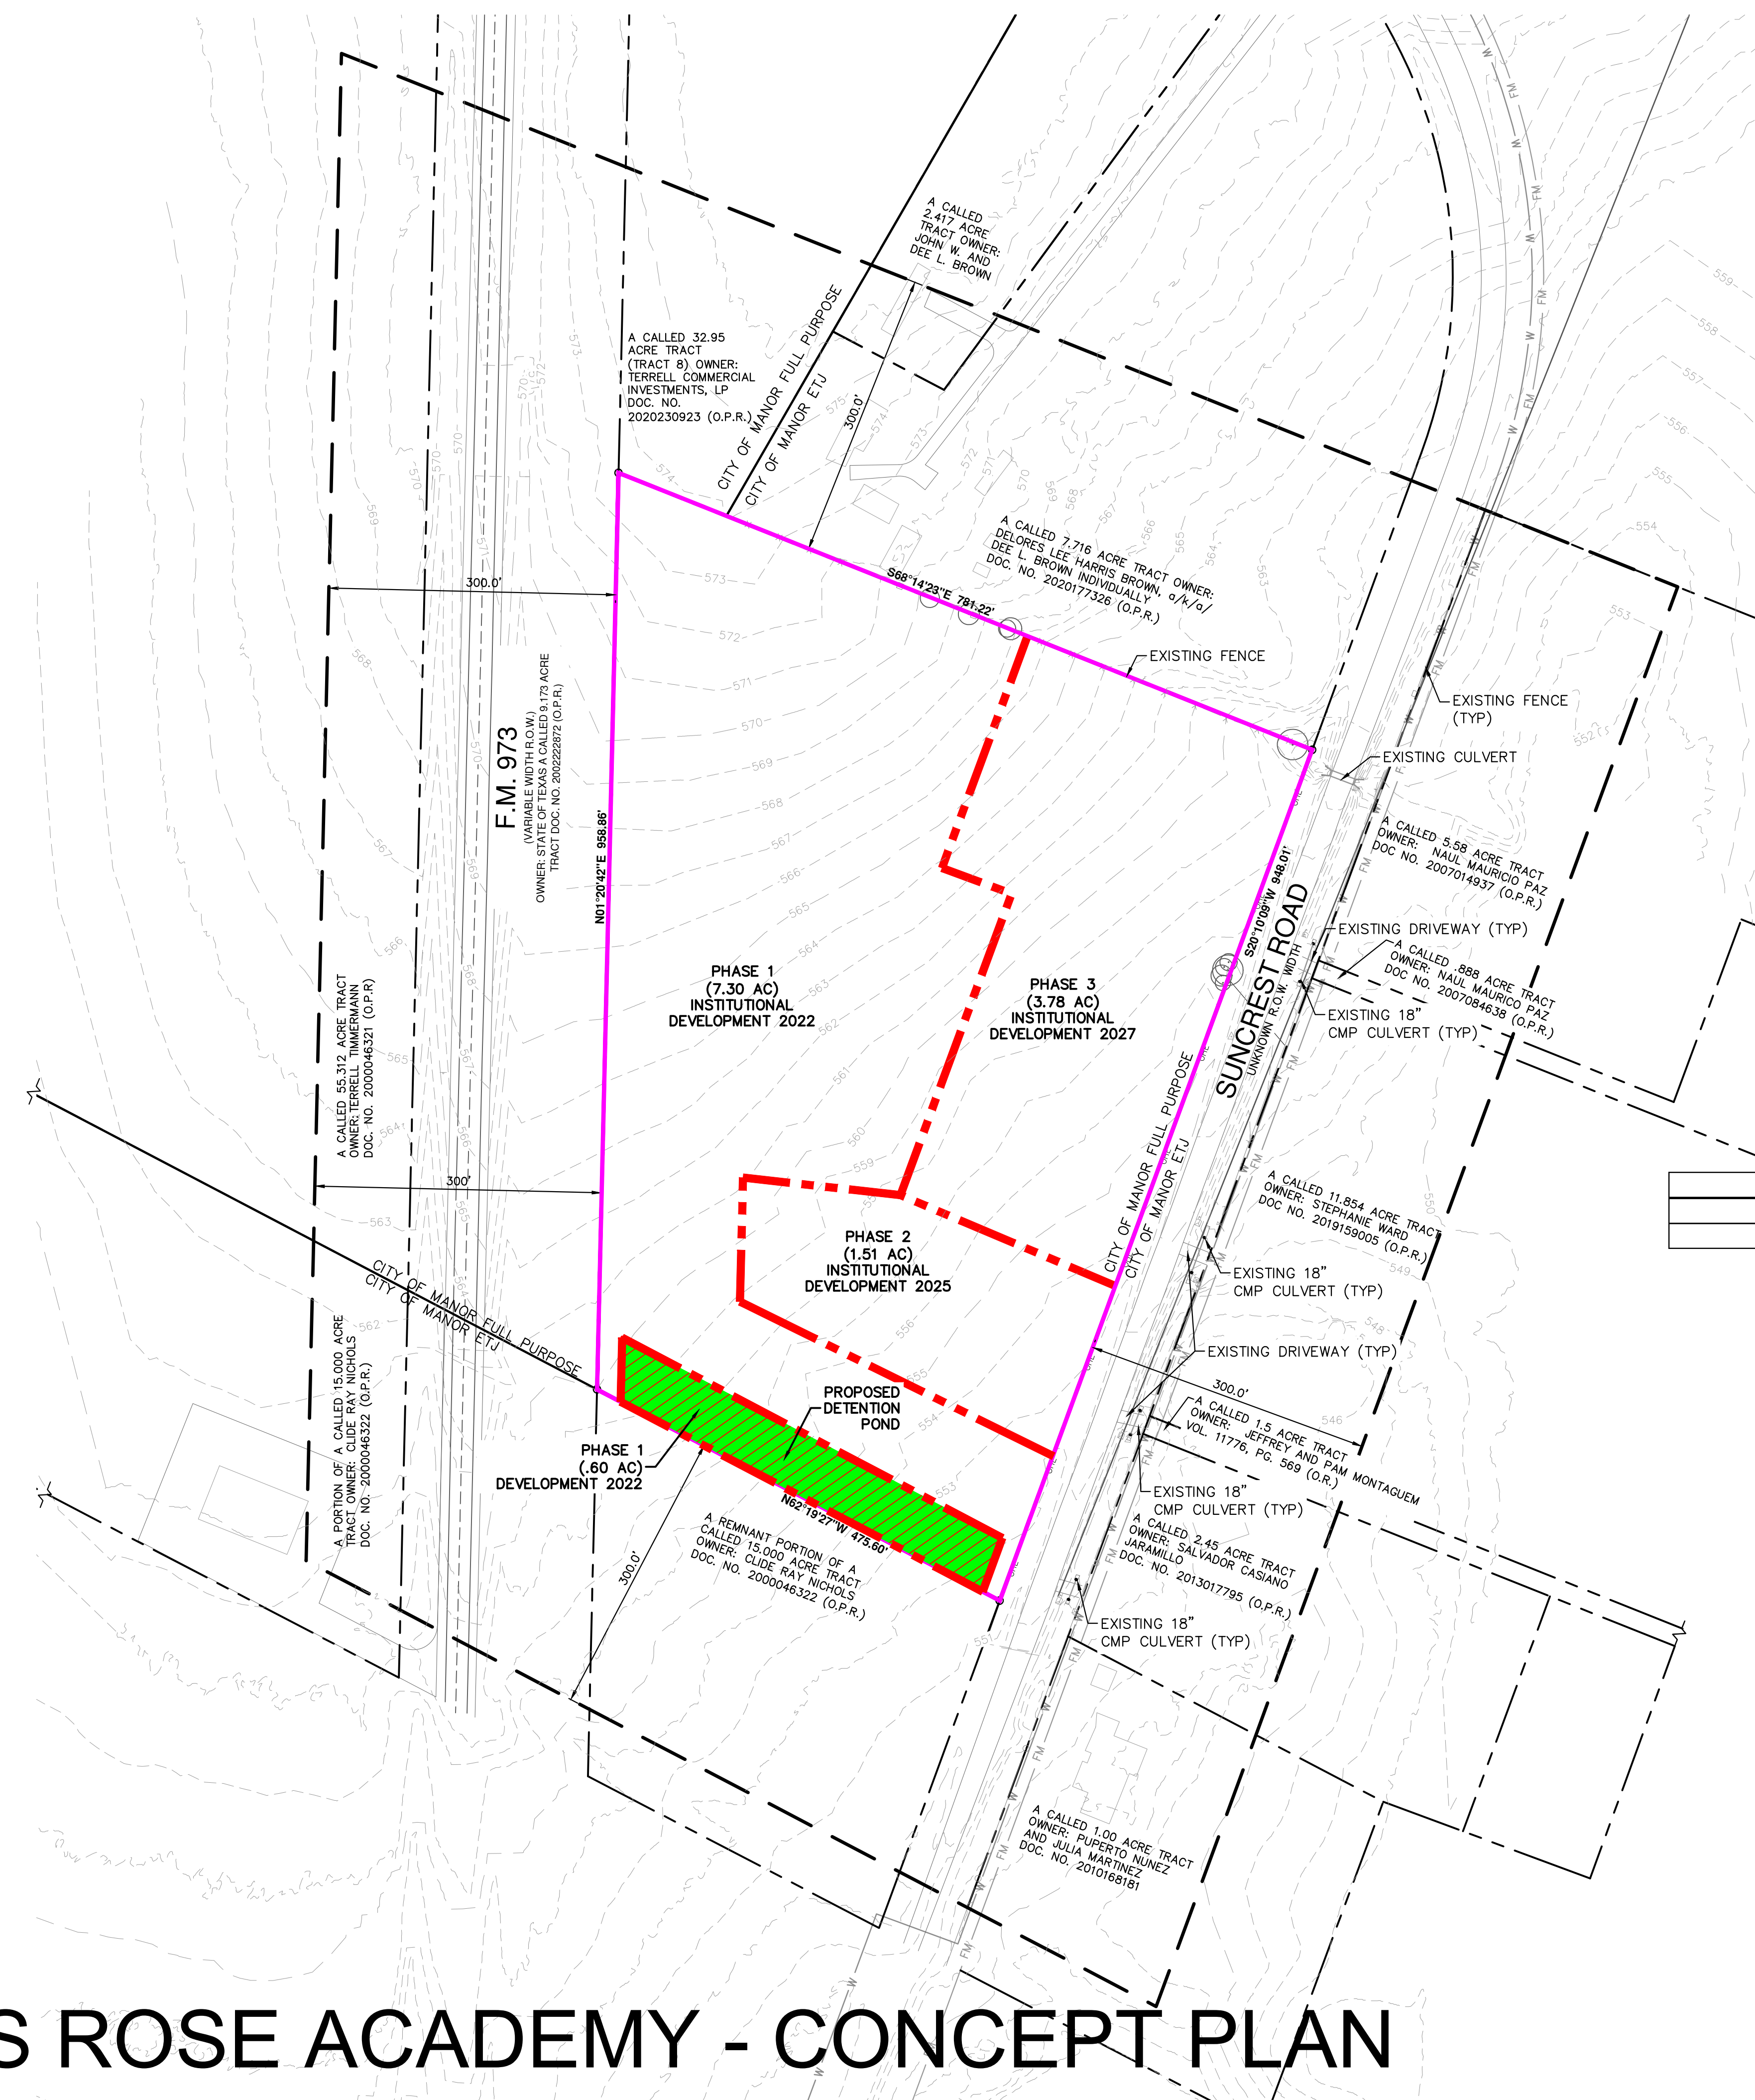 A CALLED
2.417 ACRE
TRACT OWNER:
JOHN W. AND
DEE L. BROWN
A CALLED 32.95
ACRE TRACT
(TRACT 8) OWNER:
TERRELL COMMERCIAL
INVESTMENTS, LP
DOC. NO.
2020230923 (O.P.R.)
CITY OF MANOR FULL PURPOSE
CITY OF MANOR ETJ
300.0'
A CALLED 7.716 ACRE TRACT OWNER:
DELORES LEE HARRIS BROWN, a/k/a/
DEE L. BROWN INDIVIDUALLY
DOC. NO. 2020177326 (O.P.R.)
S68°14'23"E 781.22'
300.0'
EXISTING FENCE
EXISTING FENCE
(TYP)
EXISTING CULVERT
F.M. 973
(VARIABLE WIDTH R.O.W.)
OWNER: STATE OF TEXAS A CALLED 9.173 ACRE
TRACT DOC. NO. 2002222872 (O.P.R.)
N01°20'42"E 958.86'
A CALLED 5.58 ACRE TRACT
OWNER: NAUL MAURICIO PAZ
DOC NO. 2007014937 (O.P.R.)
S20°10'09"W 948.01'
SUNCREST ROAD
UNKNOWN R.O.W. WIDTH
EXISTING DRIVEWAY (TYP)
A CALLED .888 ACRE TRACT
OWNER: NAUL MAURICO PAZ
DOC NO. 2007084638 (O.P.R.)
EXISTING 18"
CMP CULVERT (TYP)
PHASE 1
(7.30 AC)
INSTITUTIONAL
DEVELOPMENT 2022
PHASE 3
(3.78 AC)
INSTITUTIONAL
DEVELOPMENT 2027
A CALLED 55.312 ACRE TRACT
OWNER: TERRELL TIMMERMANN
DOC. NO. 2000046321 (O.P.R)
300'
CITY OF MANOR FULL PURPOSE
CITY OF MANOR ETJ
A CALLED 11.854 ACRE TRACT
OWNER: STEPHANIE WARD
DOC NO. 2019159005 (O.P.R.)
PHASE 2
(1.51 AC)
INSTITUTIONAL
DEVELOPMENT 2025
EXISTING 18"
CMP CULVERT (TYP)
CITY OF MANOR FULL PURPOSE
CITY OF MANOR ETJ
EXISTING DRIVEWAY (TYP)
300.0'
A PORTION OF A CALLED 15.000 ACRE
TRACT OWNER: CLIDE RAY NICHOLS
DOC. NO. 2000046322 (O.P.R.)
PROPOSED
DETENTION
POND
PHASE 1
(.60 AC)
DEVELOPMENT 2022
A CALLED 1.5 ACRE TRACT
OWNER: JEFFREY AND PAM MONTAGUEM
VOL. 11776, PG. 569 (O.R.)
EXISTING 18"
CMP CULVERT (TYP)
N62°19'27"W 475.60'
A REMNANT PORTION OF A
CALLED 15.000 ACRE TRACT
OWNER: CLIDE RAY NICHOLS
DOC. NO. 2000046322 (O.P.R.)
300.0'
A CALLED 2.45 ACRE TRACT
OWNER: SALVADOR CASIANO
JARAMILLO
DOC. NO. 2013017795 (O.P.R.)
EXISTING 18"
CMP CULVERT (TYP)
A CALLED 1.00 ACRE TRACT
OWNER: PUPERTO NUNEZ
AND JULIA MARTINEZ
DOC. NO. 2010168181
S ROSE ACADEMY - CONCEPT PLAN